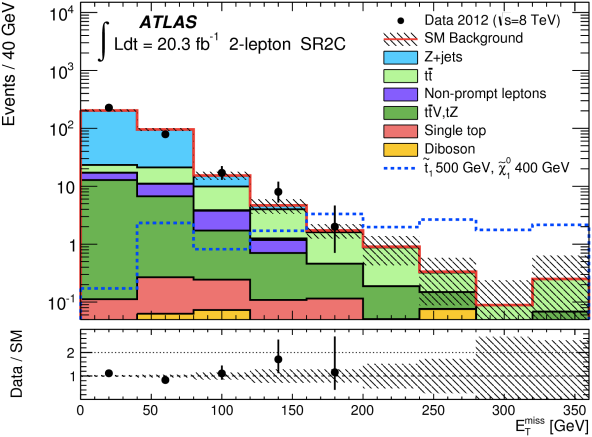 ATLAS
∫ Ldt = 20.3 fb⁻¹ 2-lepton SR2C
Data 2012 (√s=8 TeV)
SM Background
Z+jets
tt̄
Non-prompt leptons
tt̄V,tZ
Single top
Diboson
t̃₁ 500 GeV, χ̃₁⁰ 400 GeV
Events / 40 GeV
10⁴
10³
10²
10
1
10⁻¹
Data / SM
2
1
0 50 100 150 200 250 300 350
E_T^miss [GeV]